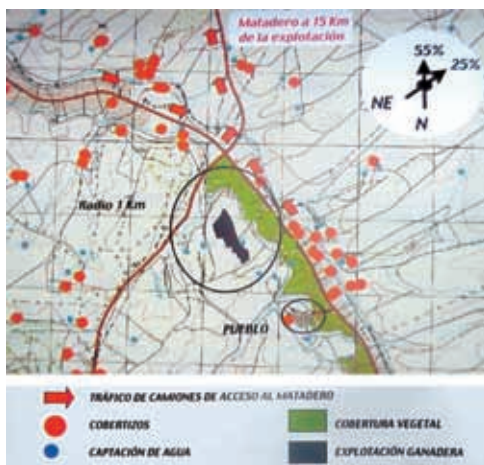 Matadero a 15 Km
de la explotación
55%
25%
NE
N
Radio 1 Km
PUEBLO
TRÁFICO DE CAMIONES DE ACCESO AL MATADERO
COBERTIZOS
COBERTURA VEGETAL
CAPTACIÓN DE AGUA
EXPLOTACIÓN GANADERA